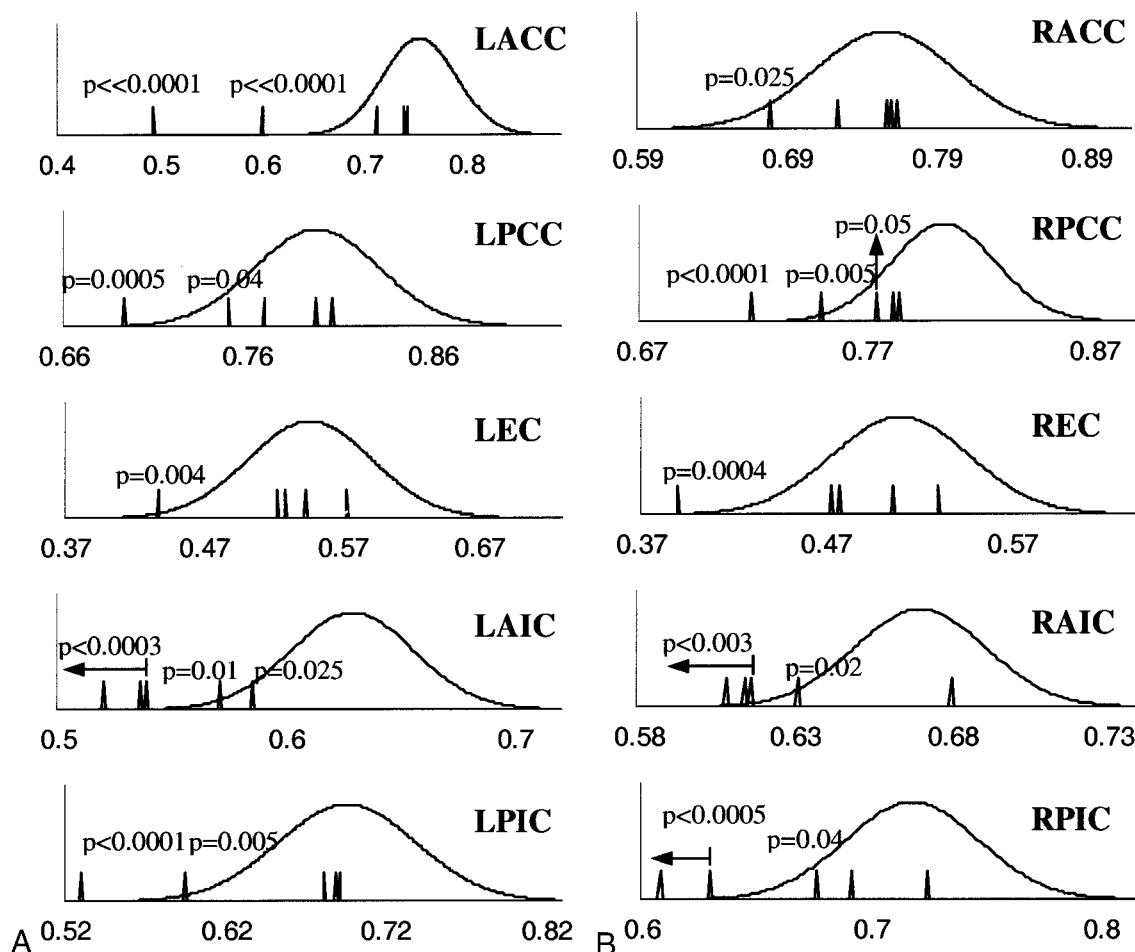 LACC
p<<0.0001 p<<0.0001
0.4 0.5 0.6 0.7 0.8
LPCC
p=0.0005 p=0.04
0.66 0.76 0.86
LEC
p=0.004
0.37 0.47 0.57 0.67
LAIC
p<0.0003
p=0.01 p=0.025
0.5 0.6 0.7
LPIC
p<0.0001 p=0.005
0.52 0.62 0.72 0.82
A
RACC
p=0.025
0.59 0.69 0.79 0.89
RPCC
p=0.05
p<0.0001 p=0.005
0.67 0.77 0.87
REC
p=0.0004
0.37 0.47 0.57
RAIC
p<0.003
p=0.02
0.58 0.63 0.68 0.73
RPIC
p<0.0005
p=0.04
0.6 0.7 0.8
B